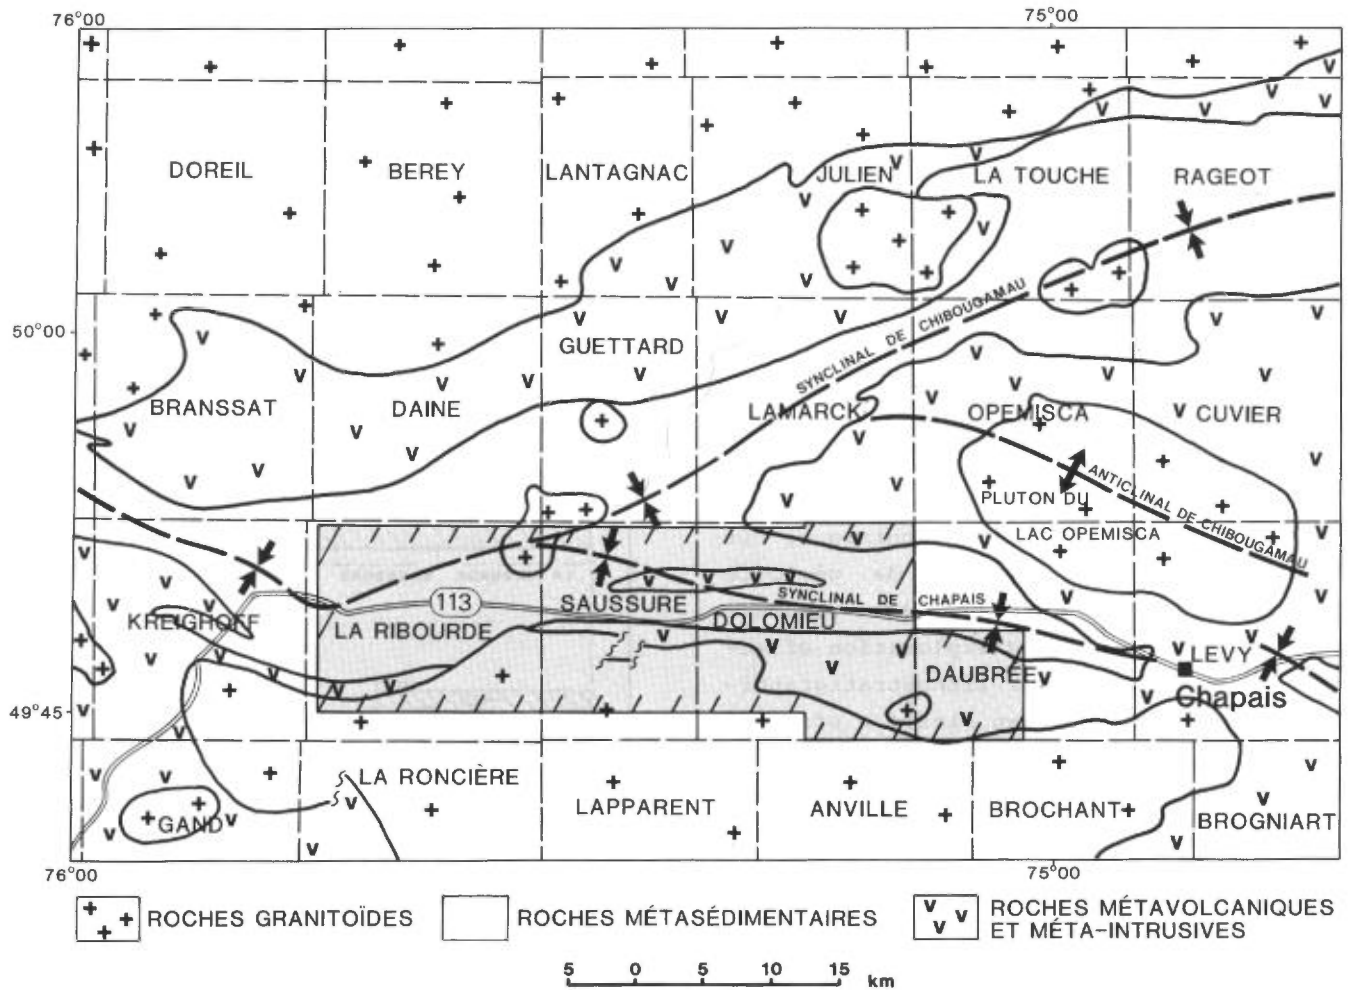 76°00
75°00
DOREIL
BEREY
LANTAGNAC
JULIEN
LA TOUCHE
RAGEOT
50°00
GUETTARD
SYNCLINAL DE CHIBOUGAMAU
BRANSSAT
DAINE
LAMARCK
OPEMISCA
CUVIER
ANTICLINAL DE CHIBOUGAMAU
PLUTON DU
LAC OPEMISCA
KREIGHOFF
113
LA RIBOURDE
SAUSSURE
SYNCLINAL DE CHAPAIS
DOLOMIEU
DAUBRÉE
LEVY
Chapais
49°45
LA RONCIÈRE
LAPPARENT
ANVILLE
BROCHANT
BROGNIART
GAND
76°00
75°00
ROCHES GRANITOÏDES
ROCHES MÉTASÉDIMENTAIRES
ROCHES MÉTAVOLCANIQUES
ET MÉTA-INTRUSIVES
5 0 5 10 15 km